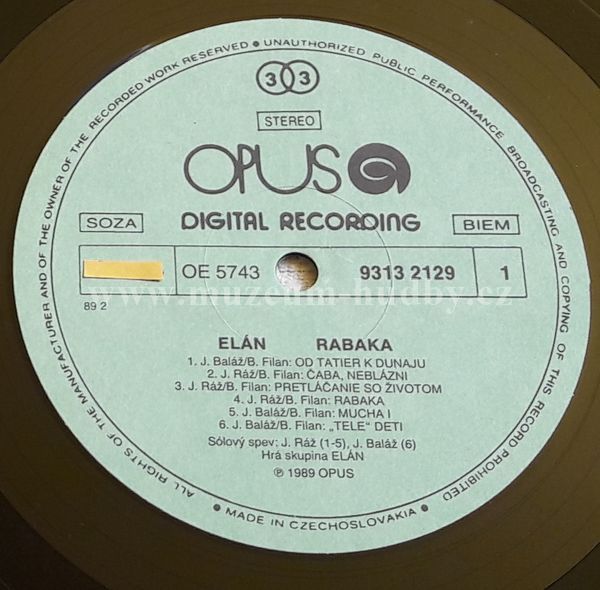 ALL RIGHTS OF THE MANUFACTURER AND OF THE OWNER OF THE RECORDED WORK RESERVED • UNAUTHORIZED PUBLIC PERFORMANCE BROADCASTING AND COPYING OF THIS RECORD PROHIBITED
33
STEREO
OPUS
SOZA DIGITAL RECORDING BIEM
OE 5743 9313 2129 1
89 2
www.muzeum-hudby.cz
ELÁN RABAKA
1. J. Baláž/B. Filan: OD TATIER K DUNAJU
2. J. Ráž/B. Filan: ČABA, NEBLÁZNI
3. J. Ráž/B. Filan: PRETLÁČANIE SO ŽIVOTOM
4. J. Ráž/B. Filan: RABAKA
5. J. Baláž/B. Filan: MUCHA I
6. J. Baláž/B. Filan: „TELE“ DETI
Sólový spev: J. Ráž (1-5), J. Baláž (6)
Hrá skupina ELÁN
℗ 1989 OPUS
• MADE IN CZECHOSLOVAKIA •